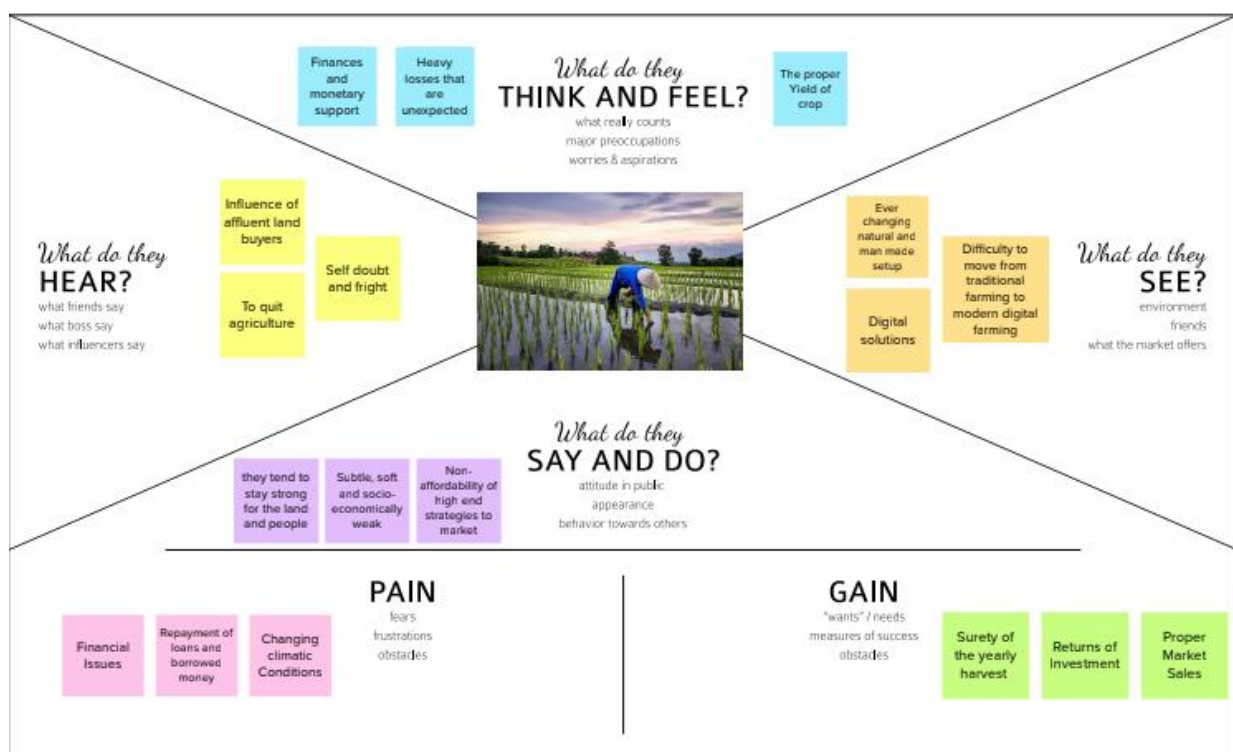 Finances
and
monetary
support
Heavy
losses that
are
unexpected
What do they
THINK AND FEEL?
what really counts
major preoccupations
worries & aspirations
The proper
Yield of
crop
What do they
HEAR?
what friends say
what boss say
what influencers say
Influence of
affluent land
buyers
To quit
agriculture
Self doubt
and fright
Ever
changing
natural and
man made
setup
Digital
solutions
Difficulty to
move from
traditional
farming to
modern digital
farming
What do they
SEE?
environment
friends
what the market offers
What do they
SAY AND DO?
attitude in public
appearance
behavior towards others
they tend to
stay strong
for the land
and people
Subtle, soft
and socio-
economically
weak
Non-
affordability of
high end
strategies to
market
PAIN
fears
frustrations
obstacles
Financial
Issues
Repayment of
loans and
borrowed
money
Changing
climatic
Conditions
GAIN
"wants" / needs
measures of success
obstacles
Surety of
the yearly
harvest
Returns of
Investment
Proper
Market
Sales